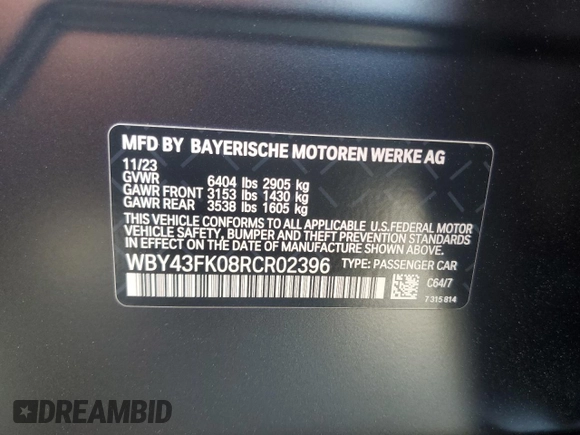 MFD BY BAYERISCHE MOTOREN WERKE AG
11/23
GVWR 6404 lbs 2905 kg
GAWR FRONT 3153 lbs 1430 kg
GAWR REAR 3538 lbs 1605 kg
THIS VEHICLE CONFORMS TO ALL APPLICABLE U.S.FEDERAL MOTOR
VEHICLE SAFETY, BUMPER AND THEFT PREVENTION STANDARDS
IN EFFECT ON THE DATE OF MANUFACTURE SHOWN ABOVE.
WBY43FK08RCR02396 TYPE: PASSENGER CAR
C64/7
7 315 814
DREAMBID